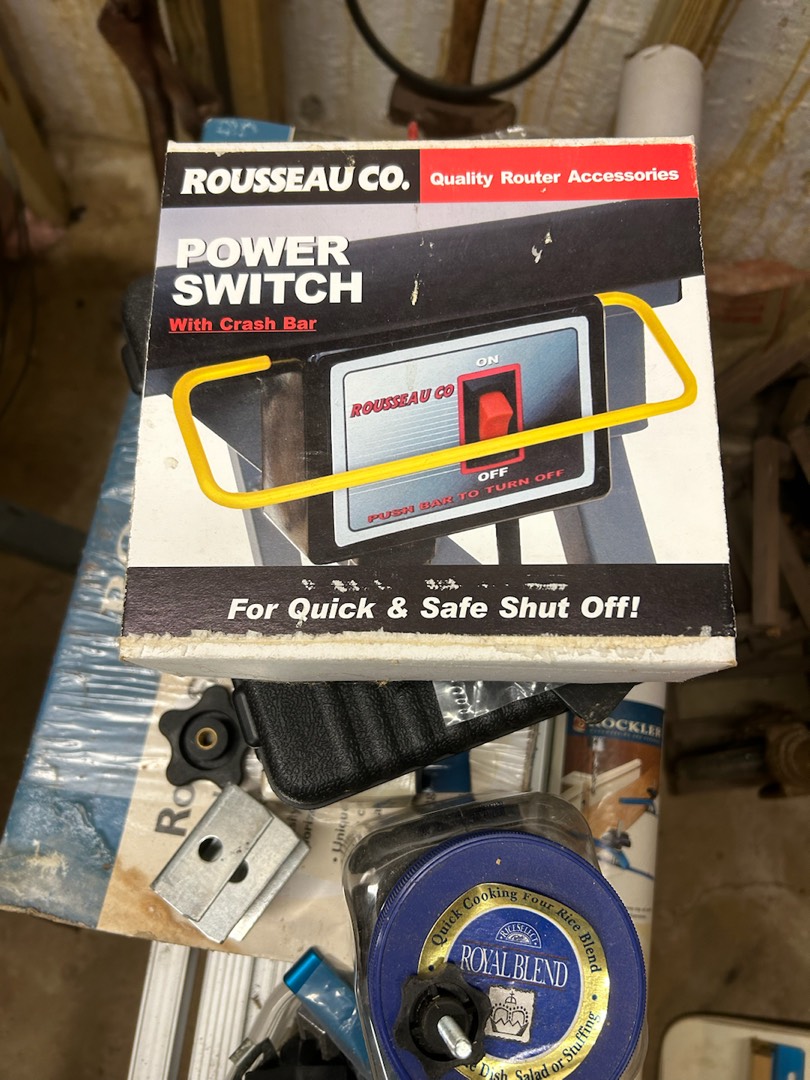 ROUSSEAU CO.
Quality Router Accessories
POWER
SWITCH
With Crash Bar
ON
ROUSSEAU CO
OFF
PUSH BAR TO TURN OFF
For Quick & Safe Shut Off!
ROCKLER
Ro
Quick Cooking Four Rice Blend
RICESELECT
ROYAL BLEND
Dish, Salad or Stuffing